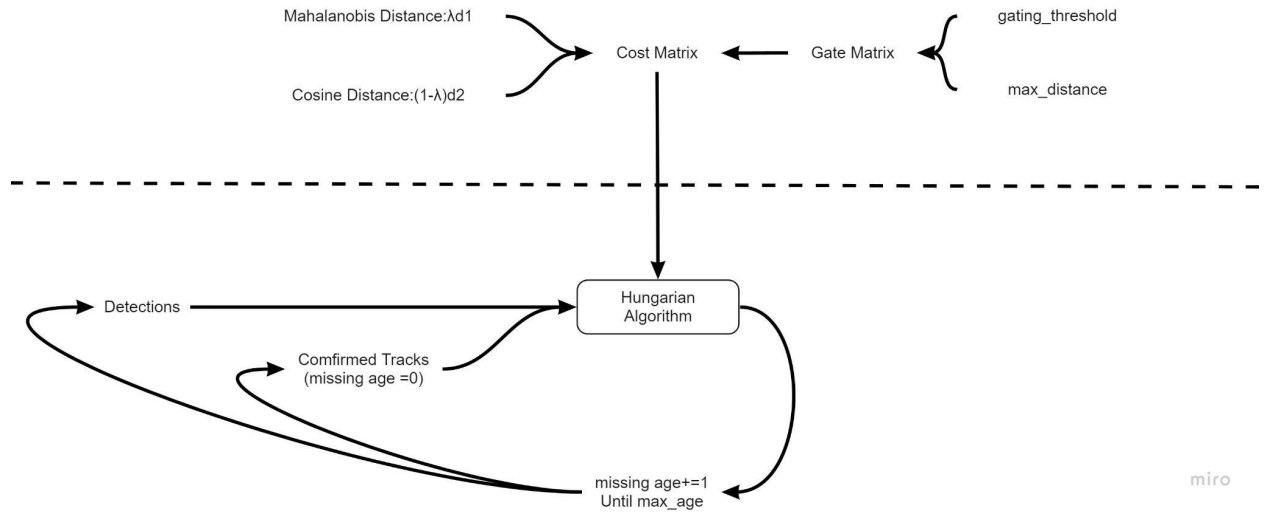 Mahalanobis Distance:λd1
gating_threshold
Cost Matrix
Gate Matrix
Cosine Distance:(1-λ)d2
max_distance
Detections
Hungarian
Algorithm
Comfirmed Tracks
(missing age =0)
missing age+=1
Until max_age
miro